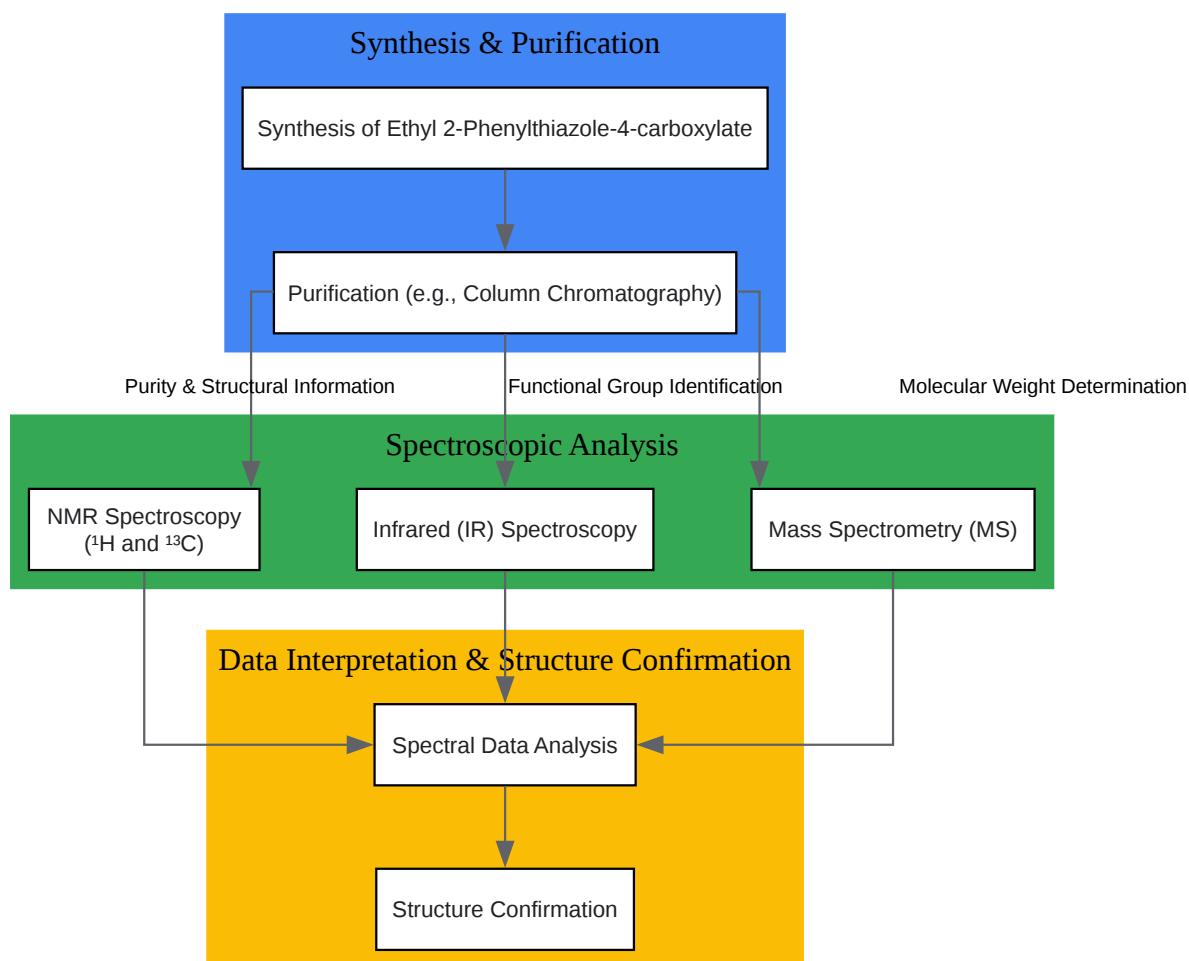 Synthesis & Purification
Synthesis of Ethyl 2-Phenylthiazole-4-carboxylate
Purification (e.g., Column Chromatography)
Purity & Structural Information
Functional Group Identification
Molecular Weight Determination
Spectroscopic Analysis
NMR Spectroscopy
(¹H and ¹³C)
Infrared (IR) Spectroscopy
Mass Spectrometry (MS)
Data Interpretation & Structure Confirmation
Spectral Data Analysis
Structure Confirmation